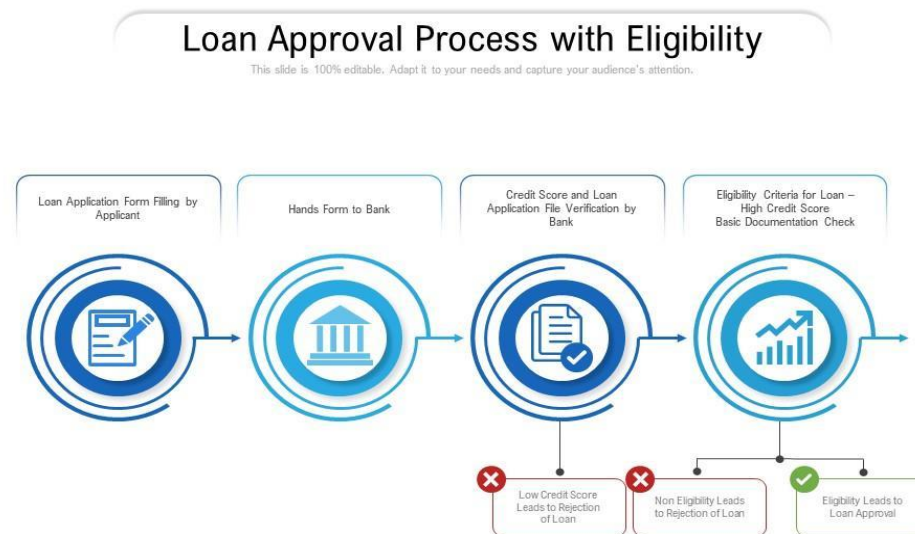 Loan Approval Process with Eligibility
This slide is 100% editable. Adapt it to your needs and capture your audience's attention.
Loan Application Form Filling by
Applicant
Hands Form to Bank
Credit Score and Loan
Application File Verification by
Bank
Eligibility Criteria for Loan –
High Credit Score
Basic Documentation Check
Low Credit Score
Leads to Rejection
of Loan
Non Eligibility Leads
to Rejection of Loan
Eligibility Leads to
Loan Approval